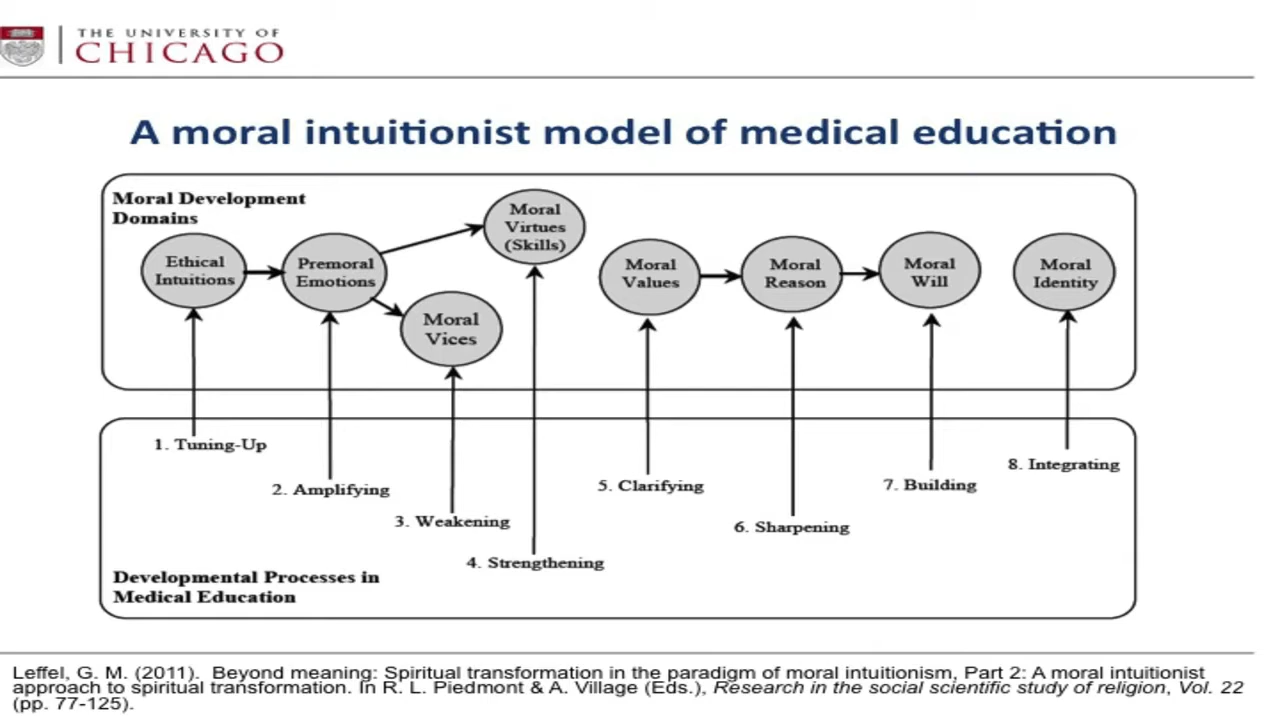 THE UNIVERSITY OF
CHICAGO
A moral intuitionist model of medical education
Moral Development
Domains
Ethical
Intuitions
Premoral
Emotions
Moral
Virtues
(Skills)
Moral
Vices
Moral
Values
Moral
Reason
Moral
Will
Moral
Identity
1. Tuning-Up
2. Amplifying
3. Weakening
4. Strengthening
5. Clarifying
6. Sharpening
7. Building
8. Integrating
Developmental Processes in
Medical Education
Leffel, G. M. (2011). Beyond meaning: Spiritual transformation in the paradigm of moral intuitionism, Part 2: A moral intuitionist
approach to spiritual transformation. In R. L. Piedmont & A. Village (Eds.), Research in the social scientific study of religion, Vol. 22
(pp. 77-125).